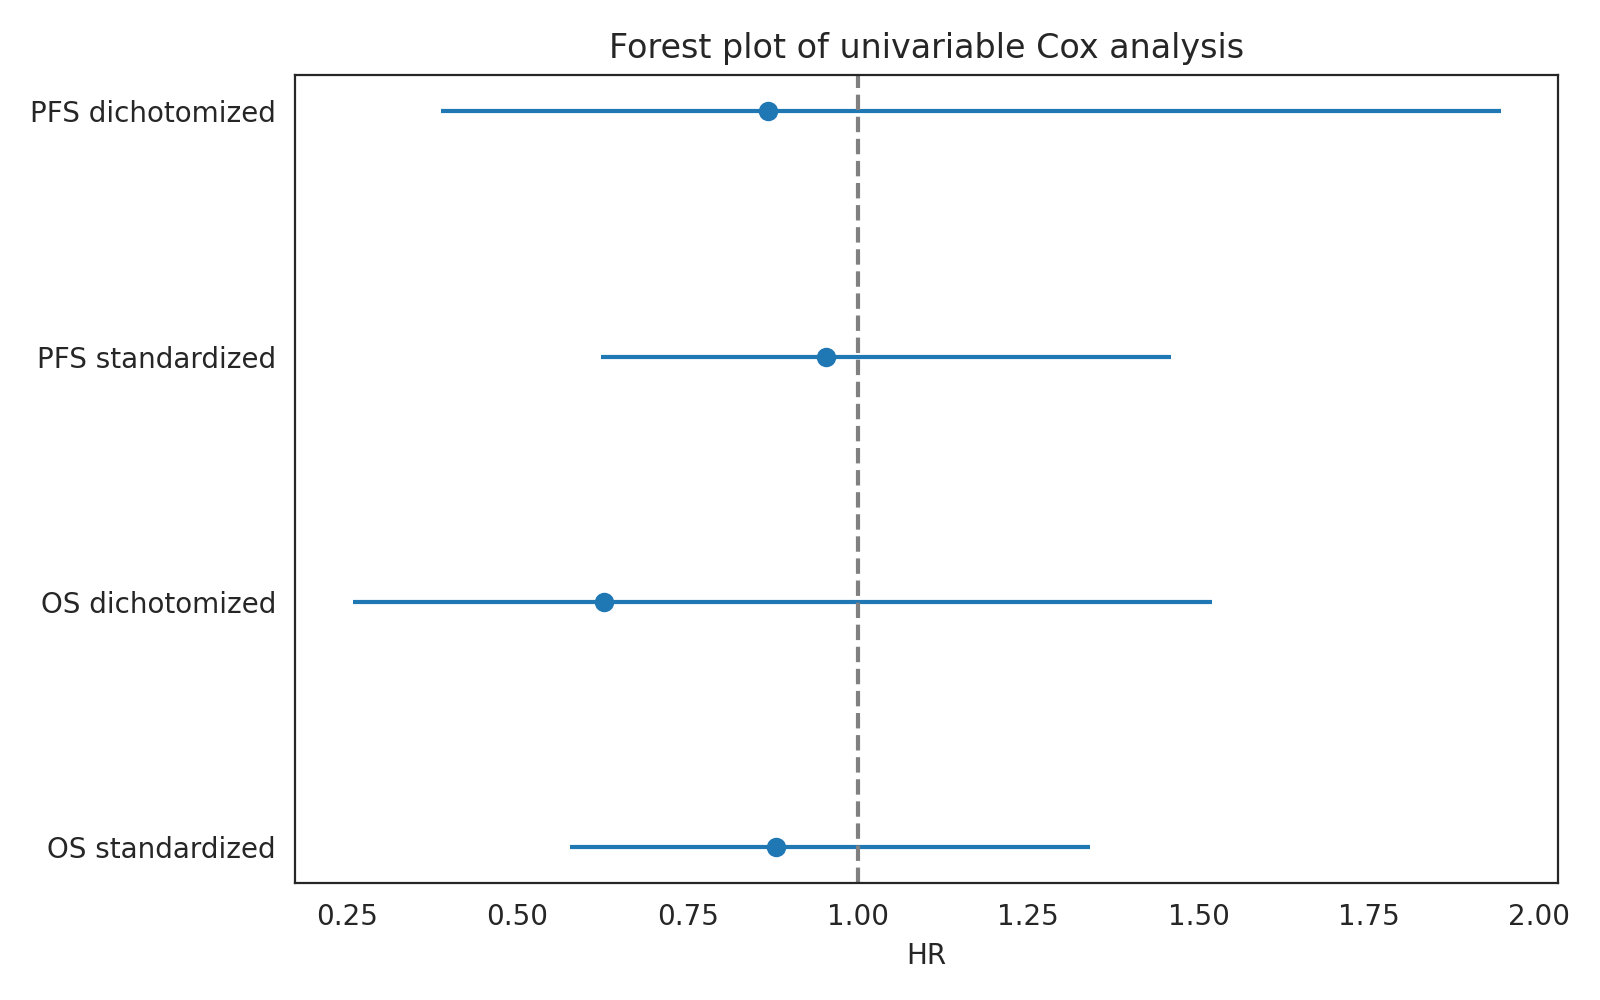 Forest plot of univariable Cox analysis
PFS dichotomized
PFS standardized
OS dichotomized
OS standardized
0.25 0.50 0.75 1.00 1.25 1.50 1.75 2.00
HR